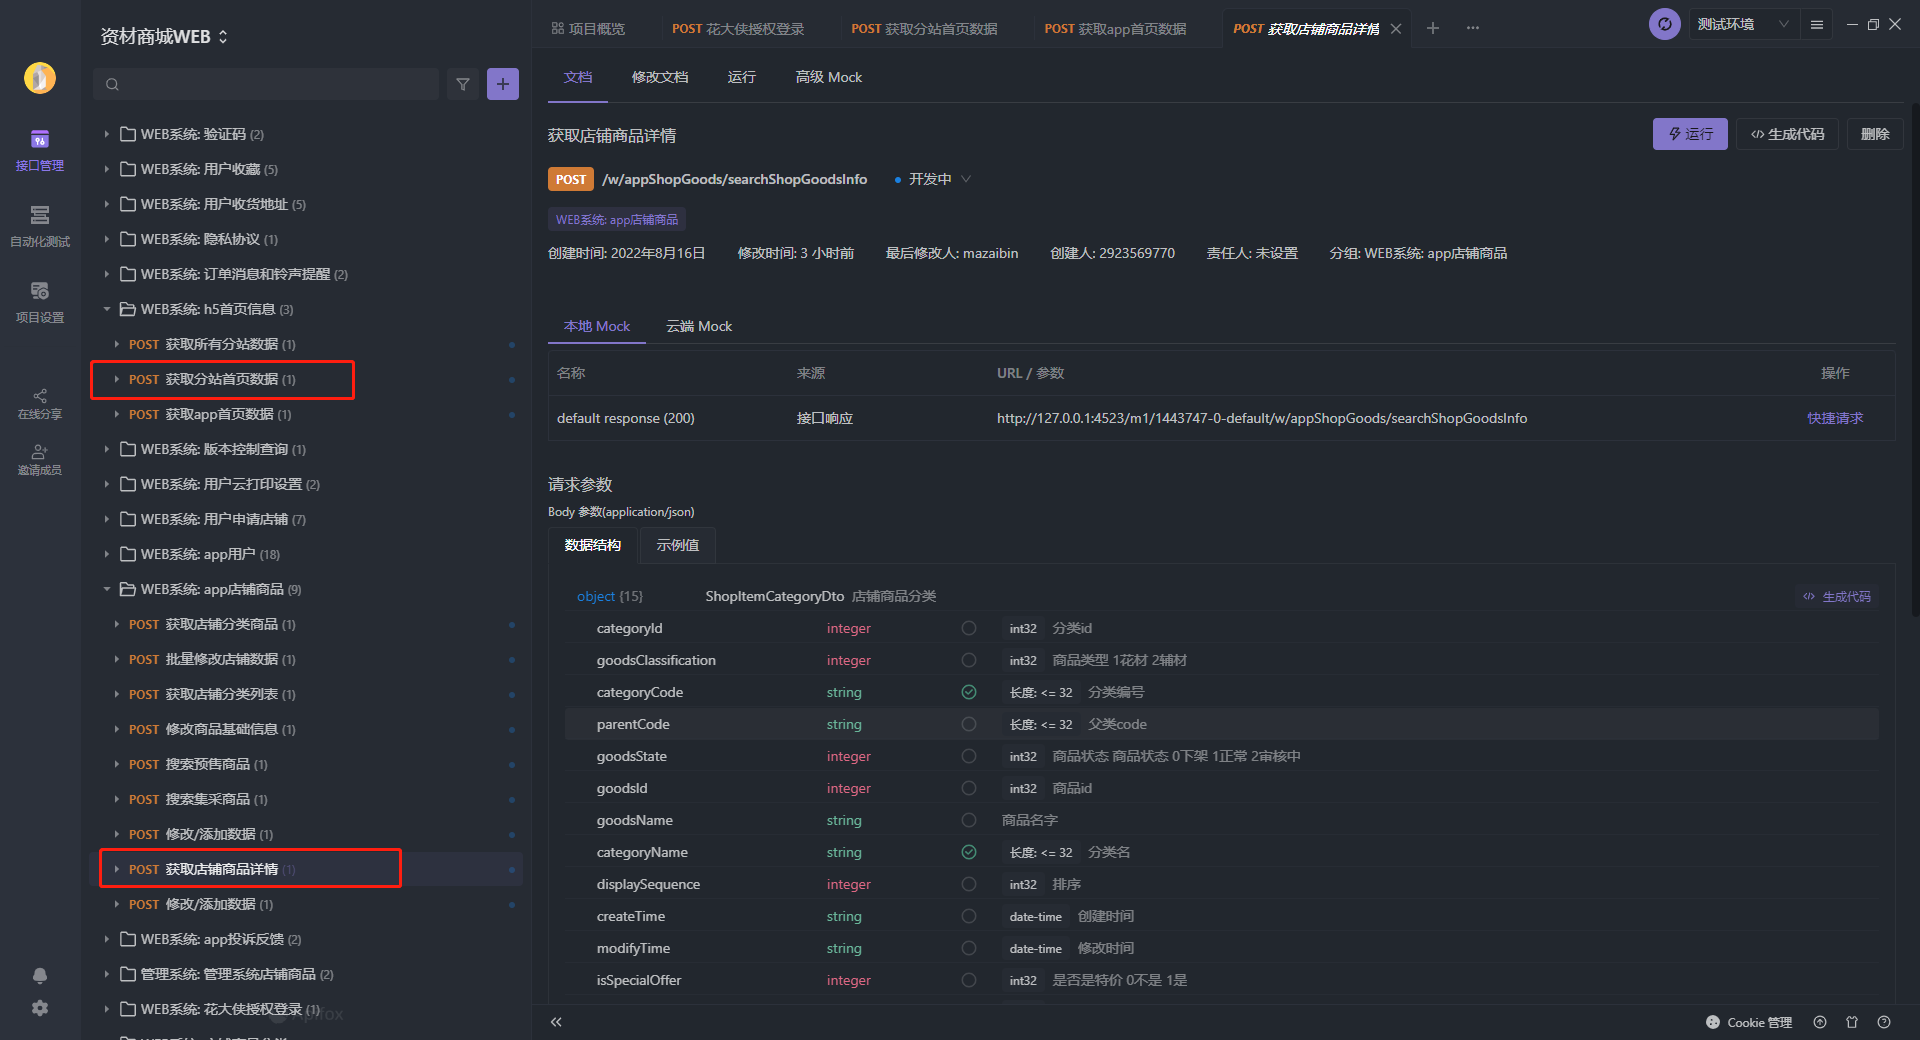 资材商城WEB
接口管理
自动化测试
项目设置
在线分享
邀请成员
WEB系统: 验证码 (2)
WEB系统: 用户收藏 (5)
WEB系统: 用户收货地址 (5)
WEB系统: 隐私协议 (1)
WEB系统: 订单消息和铃声提醒 (2)
WEB系统: h5首页信息 (3)
POST 获取所有分站数据 (1)
POST 获取分站首页数据 (1)
POST 获取app首页数据 (1)
WEB系统: 版本控制查询 (1)
WEB系统: 用户云打印设置 (2)
WEB系统: 用户申请店铺 (7)
WEB系统: app用户 (18)
WEB系统: app店铺商品 (9)
POST 获取店铺分类商品 (1)
POST 批量修改店铺数据 (1)
POST 获取店铺分类列表 (1)
POST 修改商品基础信息 (1)
POST 搜索预售商品 (1)
POST 搜索集采商品 (1)
POST 修改/添加数据 (1)
POST 获取店铺商品详情 (1)
POST 修改/添加数据 (1)
WEB系统: app投诉反馈 (2)
管理系统: 管理系统店铺商品 (2)
WEB系统: 花大侠授权登录 (1)
项目概览
POST 花大侠授权登录
POST 获取分站首页数据
POST 获取app首页数据
POST 获取店铺商品详情
测试环境
文档 修改文档 运行 高级 Mock
获取店铺商品详情
运行 生成代码 删除
POST /w/appShopGoods/searchShopGoodsInfo 开发中
WEB系统: app店铺商品
创建时间: 2022年8月16日 修改时间: 3 小时前 最后修改人: mazaibin 创建人: 2923569770 责任人: 未设置 分组: WEB系统: app店铺商品
本地 Mock 云端 Mock
名称 来源 URL / 参数 操作
default response (200) 接口响应 http://127.0.0.1:4523/m1/1443747-0-default/w/appShopGoods/searchShopGoodsInfo 快捷请求
请求参数
Body 参数(application/json)
数据结构 示例值
object {15} ShopItemCategoryDto 店铺商品分类 生成代码
categoryId integer int32 分类id
goodsClassification integer int32 商品类型 1花材 2辅材
categoryCode string 长度: <= 32 分类编号
parentCode string 长度: <= 32 父类code
goodsState integer int32 商品状态 商品状态 0下架 1正常 2审核中
goodsId integer int32 商品id
goodsName string 商品名字
categoryName string 长度: <= 32 分类名
displaySequence integer int32 排序
createTime string date-time 创建时间
modifyTime string date-time 修改时间
isSpecialOffer integer int32 是否是特价 0不是 1是
Cookie 管理